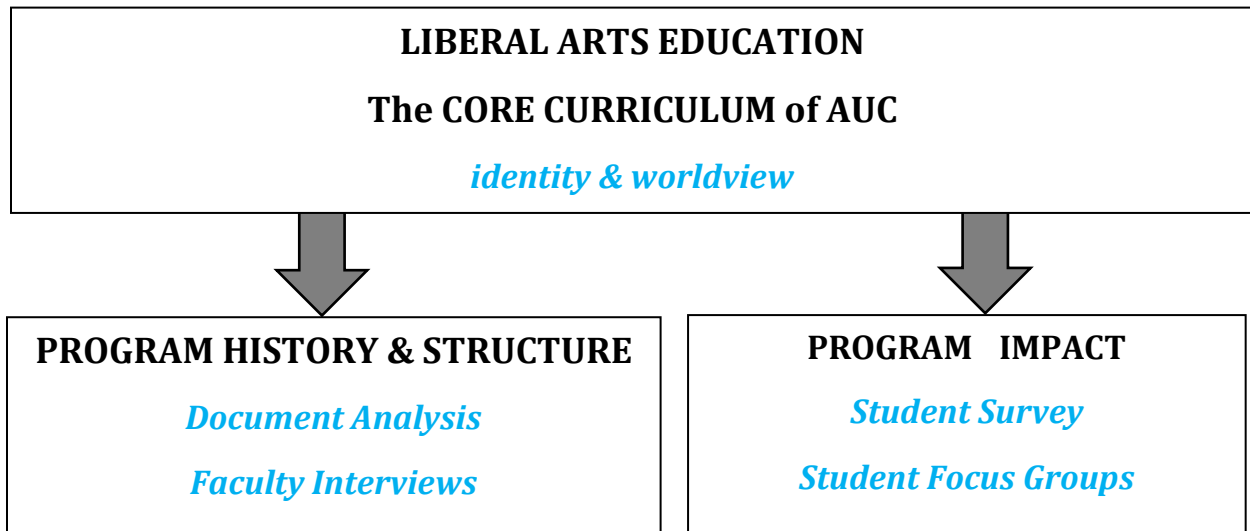 LIBERAL ARTS EDUCATION
The CORE CURRICULUM of AUC
identity & worldview
PROGRAM HISTORY & STRUCTURE
Document Analysis
Faculty Interviews
PROGRAM IMPACT
Student Survey
Student Focus Groups